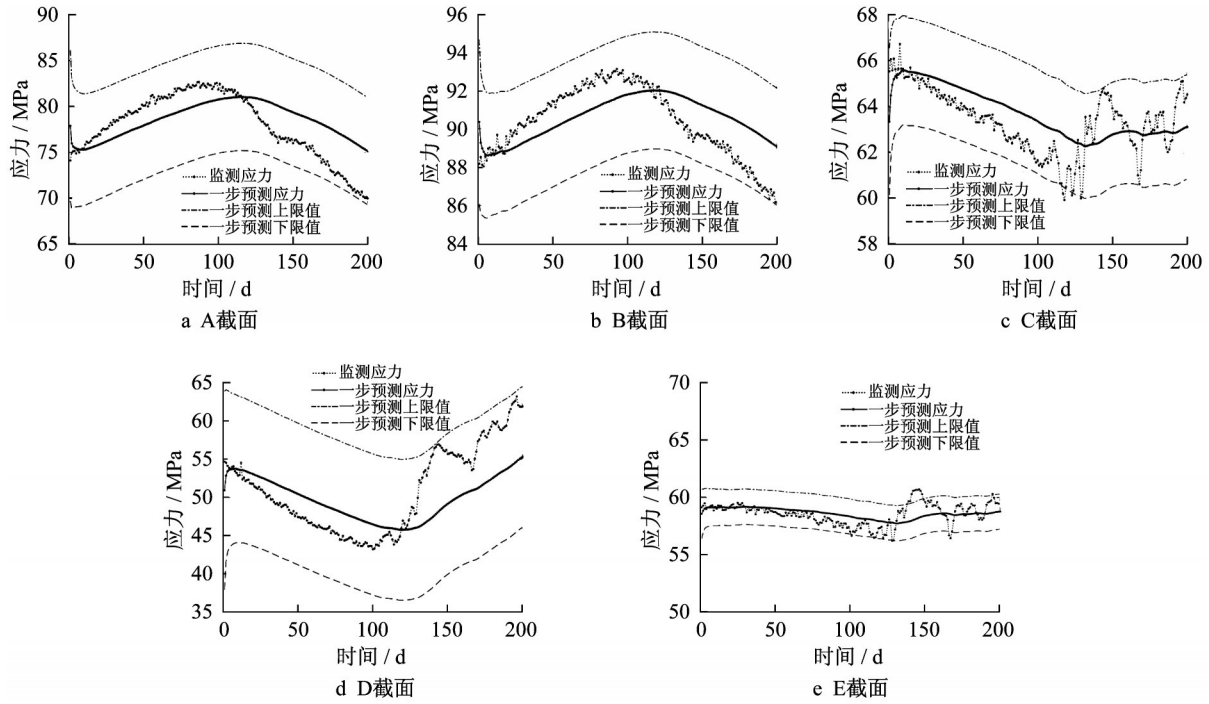 90
85
80
75
70
65
应力 / MPa
监测应力
一步预测应力
一步预测上限值
一步预测下限值
0 50 100 150 200
时间 / d
a A截面
96
94
92
90
88
86
84
应力 / MPa
监测应力
一步预测应力
一步预测上限值
一步预测下限值
0 50 100 150 200
时间 / d
b B截面
68
66
64
62
60
58
应力 / MPa
监测应力
一步预测应力
一步预测上限值
一步预测下限值
0 50 100 150 200
时间 / d
c C截面
65
60
55
50
45
40
35
应力 / MPa
监测应力
一步预测应力
一步预测上限值
一步预测下限值
0 50 100 150 200
时间 / d
d D截面
70
65
60
55
50
应力 / MPa
监测应力
一步预测应力
一步预测上限值
一步预测下限值
0 50 100 150 200
时间 / d
e E截面